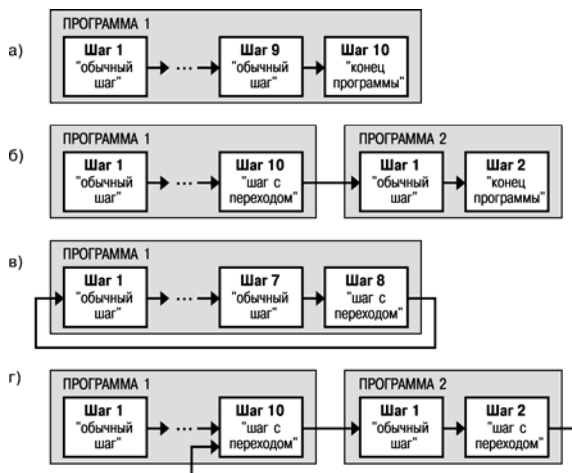 а)
ПРОГРАММА 1
Шаг 1
"обычный
шаг"
...
Шаг 9
"обычный
шаг"
Шаг 10
"конец
программы"
б)
ПРОГРАММА 1
Шаг 1
"обычный
шаг"
...
Шаг 10
"шаг с
переходом"
ПРОГРАММА 2
Шаг 1
"обычный
шаг"
Шаг 2
"конец
программы"
в)
ПРОГРАММА 1
Шаг 1
"обычный
шаг"
...
Шаг 7
"обычный
шаг"
Шаг 8
"шаг с
переходом"
г)
ПРОГРАММА 1
Шаг 1
"обычный
шаг"
...
Шаг 10
"шаг с
переходом"
ПРОГРАММА 2
Шаг 1
"обычный
шаг"
Шаг 2
"шаг с
переходом"